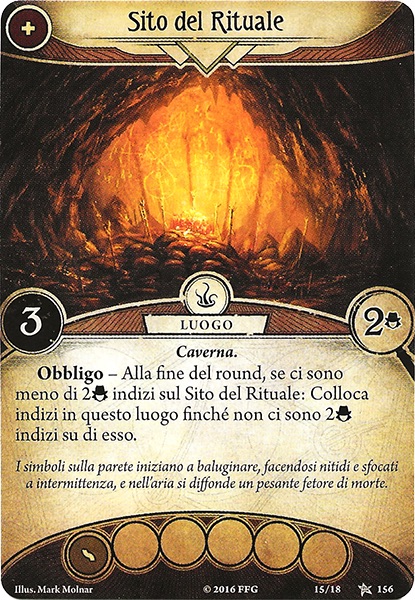 Sito del Rituale
3
LUOGO
2
Caverna.
Obbligo – Alla fine del round, se ci sono
meno di 2 indizi sul Sito del Rituale: Colloca
indizi in questo luogo finché non ci sono 2
indizi su di esso.
I simboli sulla parete iniziano a baluginare, facendosi nitidi e sfocati
a intermittenza, e nell'aria si diffonde un pesante fetore di morte.
Illus. Mark Molnar © 2016 FFG 15/18 156